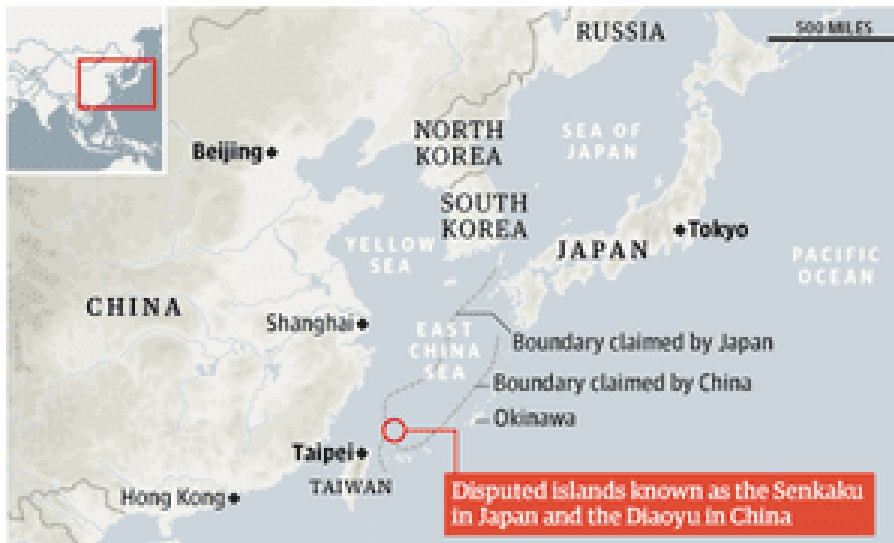 RUSSIA
500 MILES
NORTH
KOREA
SEA OF
JAPAN
Beijing
SOUTH
KOREA
YELLOW
SEA
JAPAN
Tokyo
PACIFIC
OCEAN
CHINA
Shanghai
EAST
CHINA
SEA
Boundary claimed by Japan
Boundary claimed by China
Okinawa
Taipei
TAIWAN
Hong Kong
Disputed islands known as the Senkaku
in Japan and the Diaoyu in China